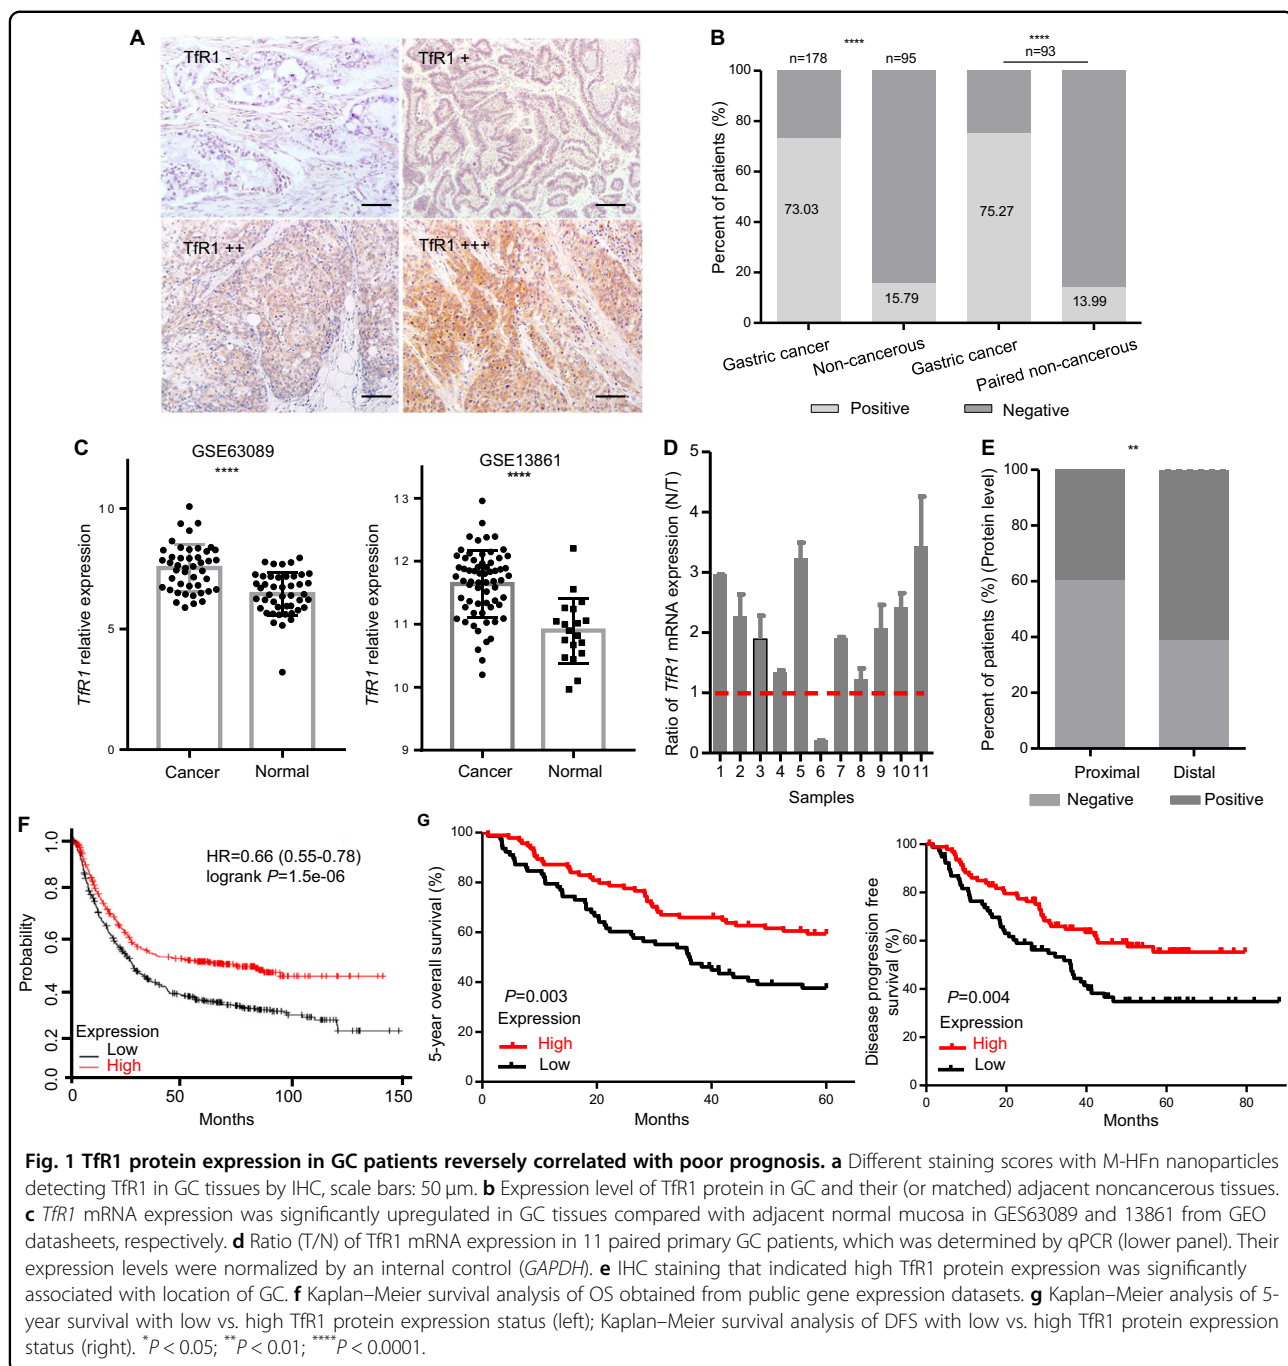 A
TfR1 -
TfR1 +
TfR1 ++
TfR1 +++
B
****
****
n=178
n=95
n=93
Percent of patients (%)
100
80
60
40
20
0
73.03
15.79
75.27
13.99
Gastric cancer
Non-cancerous
Gastric cancer
Paired non-cancerous
Positive
Negative
C
GSE63089
****
TfR1 relative expression
10
5
0
Cancer
Normal
GSE13861
****
TfR1 relative expression
13
12
11
10
9
Cancer
Normal
D
Ratio of TfR1 mRNA expression (N/T)
5
4
3
2
1
0
1 2 3 4 5 6 7 8 9 10 11
Samples
E
**
Percent of patients (%) (Protein level)
100
80
60
40
20
0
Proximal
Distal
Negative
Positive
F
Probability
1.0
0.8
0.6
0.4
0.2
0.0
HR=0.66 (0.55-0.78)
logrank P=1.5e-06
Expression
Low
High
0
50
100
150
Months
G
5-year overall survival (%)
100
80
60
40
20
0
P=0.003
Expression
High
Low
0
20
40
60
Months
Disease progression free
survival (%)
100
80
60
40
20
0
P=0.004
Expression
High
Low
0
20
40
60
80
Months
Fig. 1 TfR1 protein expression in GC patients reversely correlated with poor prognosis. a Different staining scores with M-HFn nanoparticles
detecting TfR1 in GC tissues by IHC, scale bars: 50 μm. b Expression level of TfR1 protein in GC and their (or matched) adjacent noncancerous tissues.
c TfR1 mRNA expression was significantly upregulated in GC tissues compared with adjacent normal mucosa in GES63089 and 13861 from GEO
datasheets, respectively. d Ratio (T/N) of TfR1 mRNA expression in 11 paired primary GC patients, which was determined by qPCR (lower panel). Their
expression levels were normalized by an internal control (GAPDH). e IHC staining that indicated high TfR1 protein expression was significantly
associated with location of GC. f Kaplan–Meier survival analysis of OS obtained from public gene expression datasets. g Kaplan–Meier analysis of 5-
year survival with low vs. high TfR1 protein expression status (left); Kaplan–Meier survival analysis of DFS with low vs. high TfR1 protein expression
status (right). *P < 0.05; **P < 0.01; ****P < 0.0001.